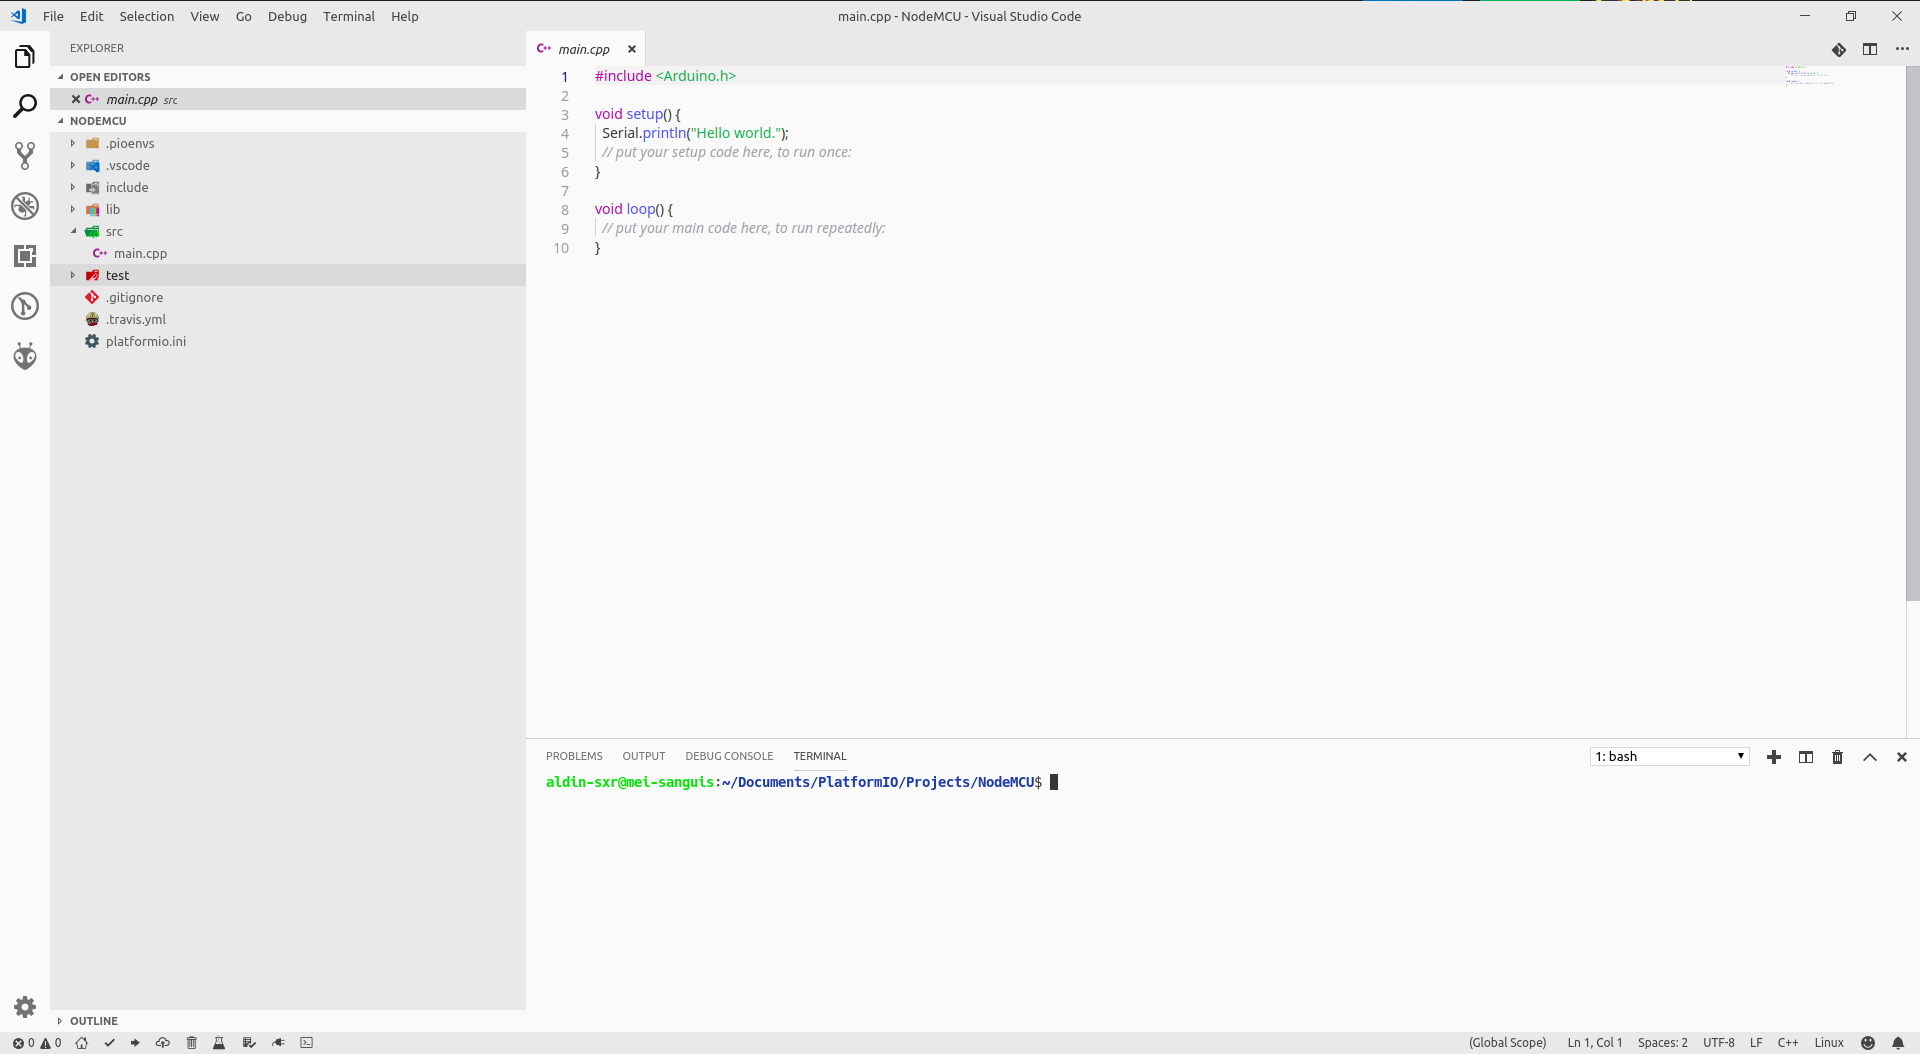 File Edit Selection View Go Debug Terminal Help
main.cpp - NodeMCU - Visual Studio Code
EXPLORER
OPEN EDITORS
main.cpp src
NODEMCU
.pioenvs
.vscode
include
lib
src
main.cpp
test
.gitignore
.travis.yml
platformio.ini
OUTLINE
main.cpp
1 #include <Arduino.h>
2
3 void setup() {
4 Serial.println("Hello world.");
5 // put your setup code here, to run once:
6 }
7
8 void loop() {
9 // put your main code here, to run repeatedly:
10 }
PROBLEMS OUTPUT DEBUG CONSOLE TERMINAL
1: bash
aldin-sxr@mei-sanguis:~/Documents/PlatformIO/Projects/NodeMCU$
0 0
(Global Scope) Ln 1, Col 1 Spaces: 2 UTF-8 LF C++ Linux